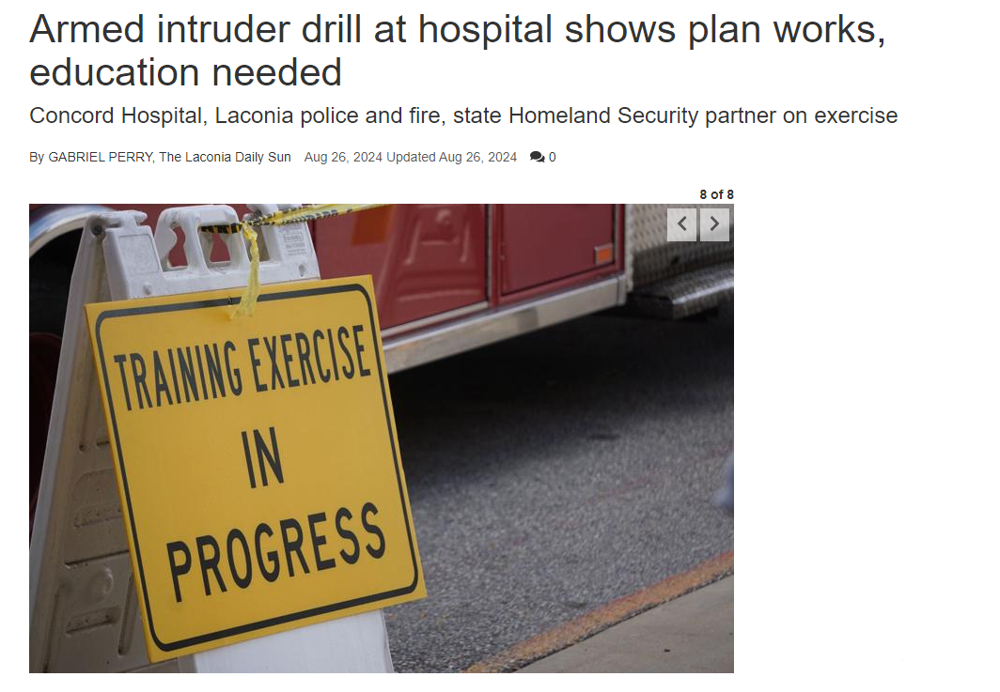 Armed intruder drill at hospital shows plan works,
education needed
Concord Hospital, Laconia police and fire, state Homeland Security partner on exercise
By GABRIEL PERRY, The Laconia Daily Sun Aug 26, 2024 Updated Aug 26, 2024 0
8 of 8
TRAINING EXERCISE
IN
PROGRESS